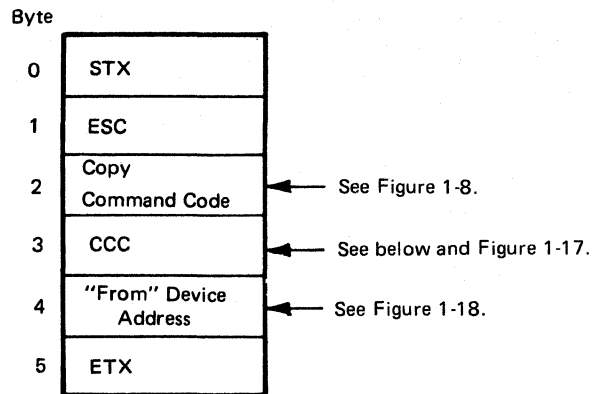 Byte
0 STX
1 ESC
2 Copy
Command Code See Figure 1-8.
3 CCC See below and Figure 1-17.
4 "From" Device
Address See Figure 1-18.
5 ETX